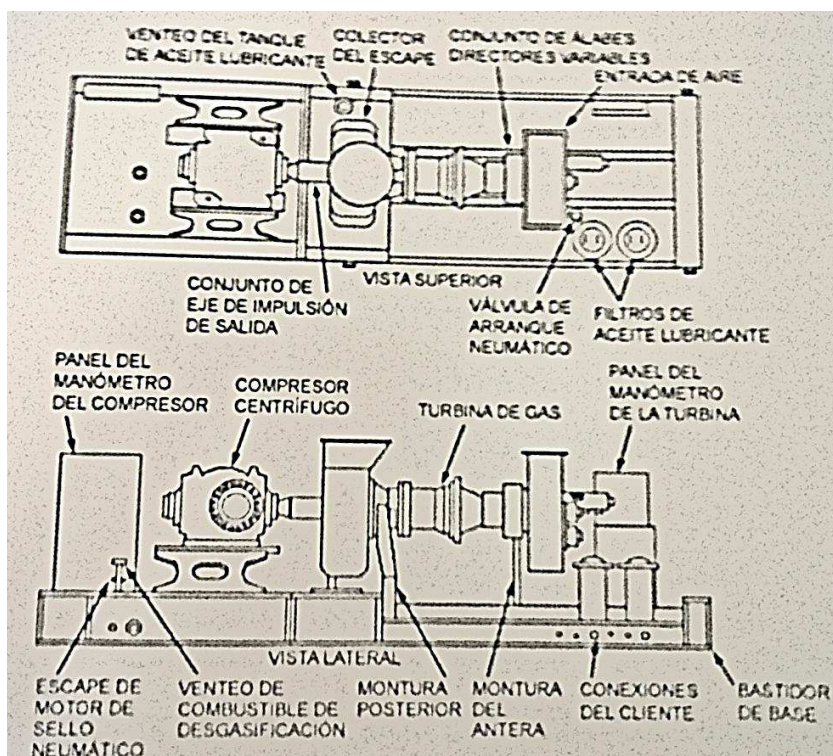 VENTEO DEL TANQUE
DE ACEITE LUBRICANTE
COLECTOR
DEL ESCAPE
CONJUNTO DE ÁLABES
DIRECTORES VARIABLES
ENTRADA DE AIRE
CONJUNTO DE
EJE DE IMPULSIÓN
DE SALIDA
VISTA SUPERIOR
VÁLVULA DE
ARRANQUE
NEUMÁTICO
FILTROS DE
ACEITE LUBRICANTE
PANEL DEL
MANÓMETRO
DEL COMPRESOR
COMPRESOR
CENTRÍFUGO
TURBINA DE GAS
PANEL DEL
MANÓMETRO
DE LA TURBINA
VISTA LATERAL
ESCAPE DE
MOTOR DE
SELLO
NEUMÁTICO
VENTEO DE
COMBUSTIBLE DE
DESGASIFICACIÓN
MONTURA
POSTERIOR
MONTURA
DEL
ANTERA
CONEXIONES
DEL CLIENTE
BASTIDOR
DE BASE